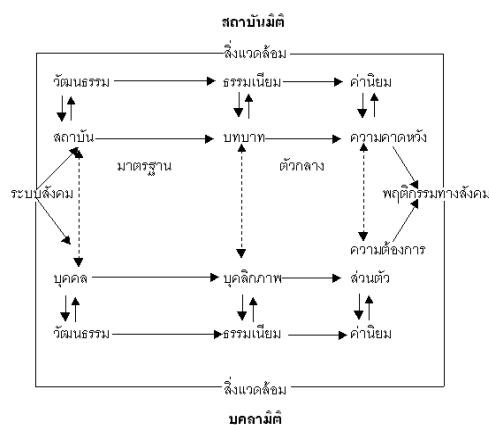 สถาบันมิติ
สิ่งแวดล้อม
วัฒนธรรม ธรรมเนียม ค่านิยม
สถาบัน บทบาท ความคาดหวัง
มาตรฐาน ตัวกลาง
ระบบสังคม พฤติกรรมทางสังคม
ความต้องการ
บุคคล บุคลิกภาพ ส่วนตัว
วัฒนธรรม ธรรมเนียม ค่านิยม
สิ่งแวดล้อม
บุคลามิติ